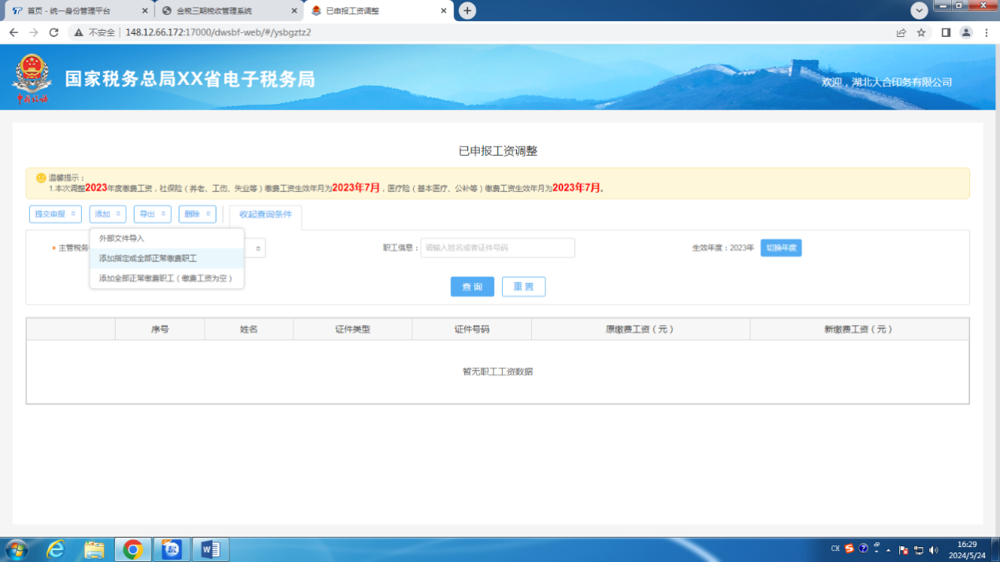 首页 - 统一身份管理平台
金税三期税收管理系统
已申报工资调整
不安全 | 148.12.66.172:17000/dwsbf-web/#/ysbgztz2
国家税务总局XX省电子税务局
欢迎，湖北大合印务有限公司
已申报工资调整
温馨提示：
1.本次调整2023年度缴费工资，社保险（养老、工伤、失业等）缴费工资生效年月为2023年7月，医疗险（基本医疗、公补等）缴费工资生效年月为2023年7月。
提交申报 添加 导出 删除 收起查询条件
外部文件导入
* 主管税务 职工信息： 请输入姓名或者证件号码 生效年度：2023年 切换年度
添加指定或全部正常缴费职工
添加全部正常缴费职工（缴费工资为空）
查 询 重 置
序号 姓名 证件类型 证件号码 原缴费工资（元） 新缴费工资（元）
暂无职工工资数据
CH
16:29
2024/5/24